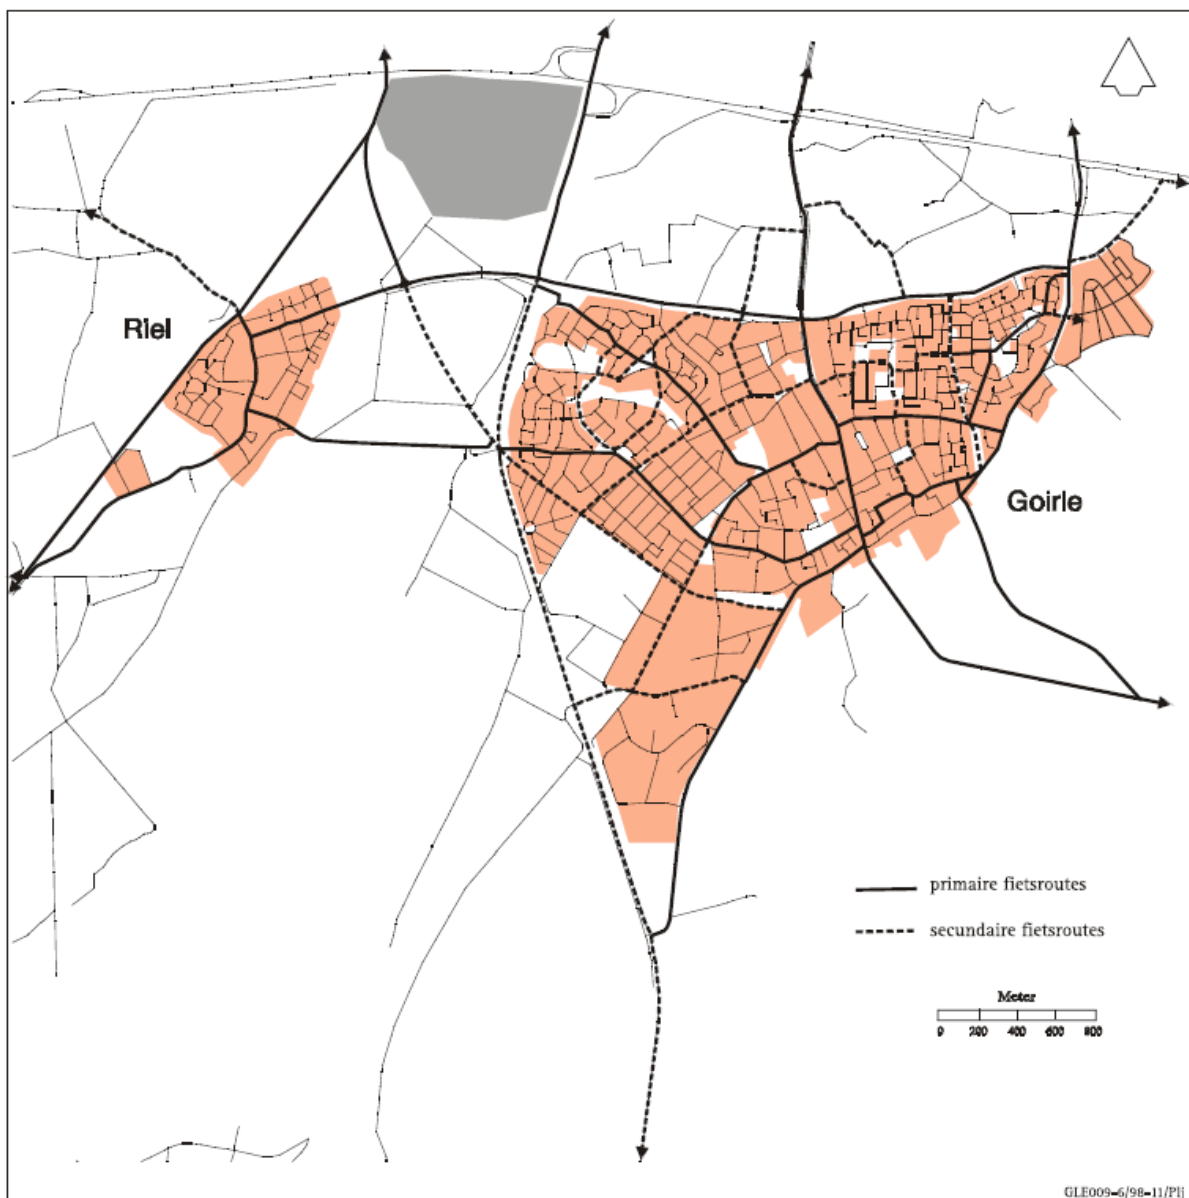 Riel
Goirle
primaire fietsroutes
secundaire fietsroutes
Meter
0 200 400 600 800
GLE009-6/98-11/Plj